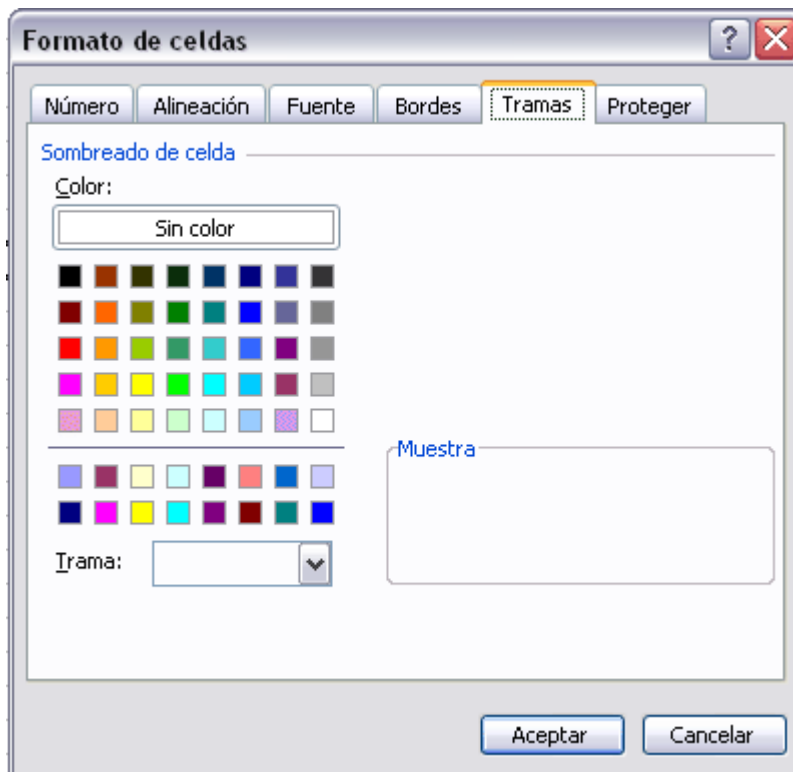 Formato de celdas
Número Alineación Fuente Bordes Tramas Proteger
Sombreado de celda
Color:
Sin color
Muestra
Trama:
Aceptar Cancelar